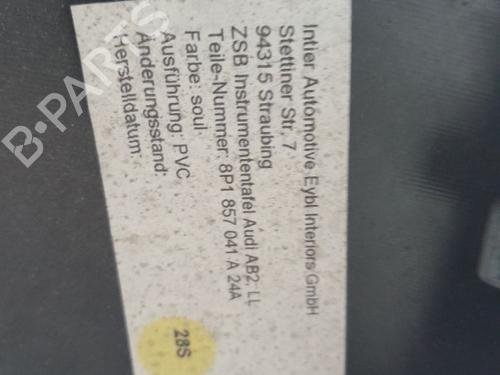 Intier Automotive Eybl Interiors GmbH
Stettiner Str. 7
94315 Straubing
ZSB Instrumententafel Audi AB2, LL
Teile-Nummer: 8P1 857 041 A 24A
Farbe: soul
Ausführung: PVC
Änderungsstand:
Herstelldatum:
28S
B-PARTS